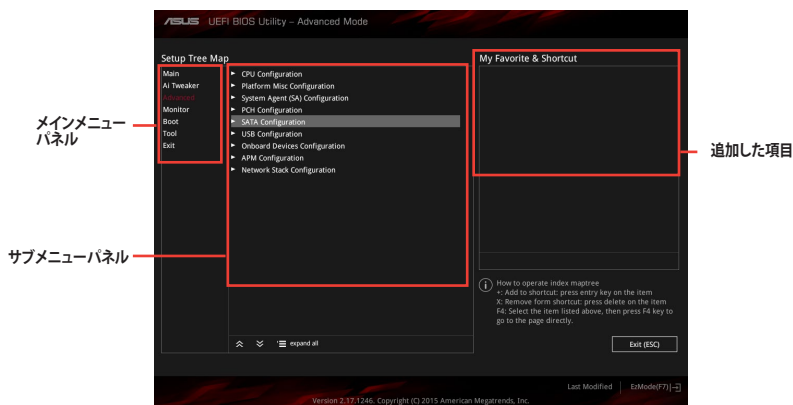 ASUS UEFI BIOS Utility – Advanced Mode
Setup Tree Map
Main
Ai Tweaker
Advanced
Monitor
Boot
Tool
Exit
CPU Configuration
Platform Misc Configuration
System Agent (SA) Configuration
PCH Configuration
SATA Configuration
USB Configuration
Onboard Devices Configuration
APM Configuration
Network Stack Configuration
expand all
My Favorite & Shortcut
How to operate index maptree
+: Add to shortcut: press entry key on the item
X: Remove form shortcut: press delete on the item
F4: Select the item listed above, then press F4 key to
go to the page directly.
Exit (ESC)
Last Modified
EzMode(F7)
Version 2.17.1246. Copyright (C) 2015 American Megatrends, Inc.
メインメニュー
パネル
サブメニューパネル
追加した項目